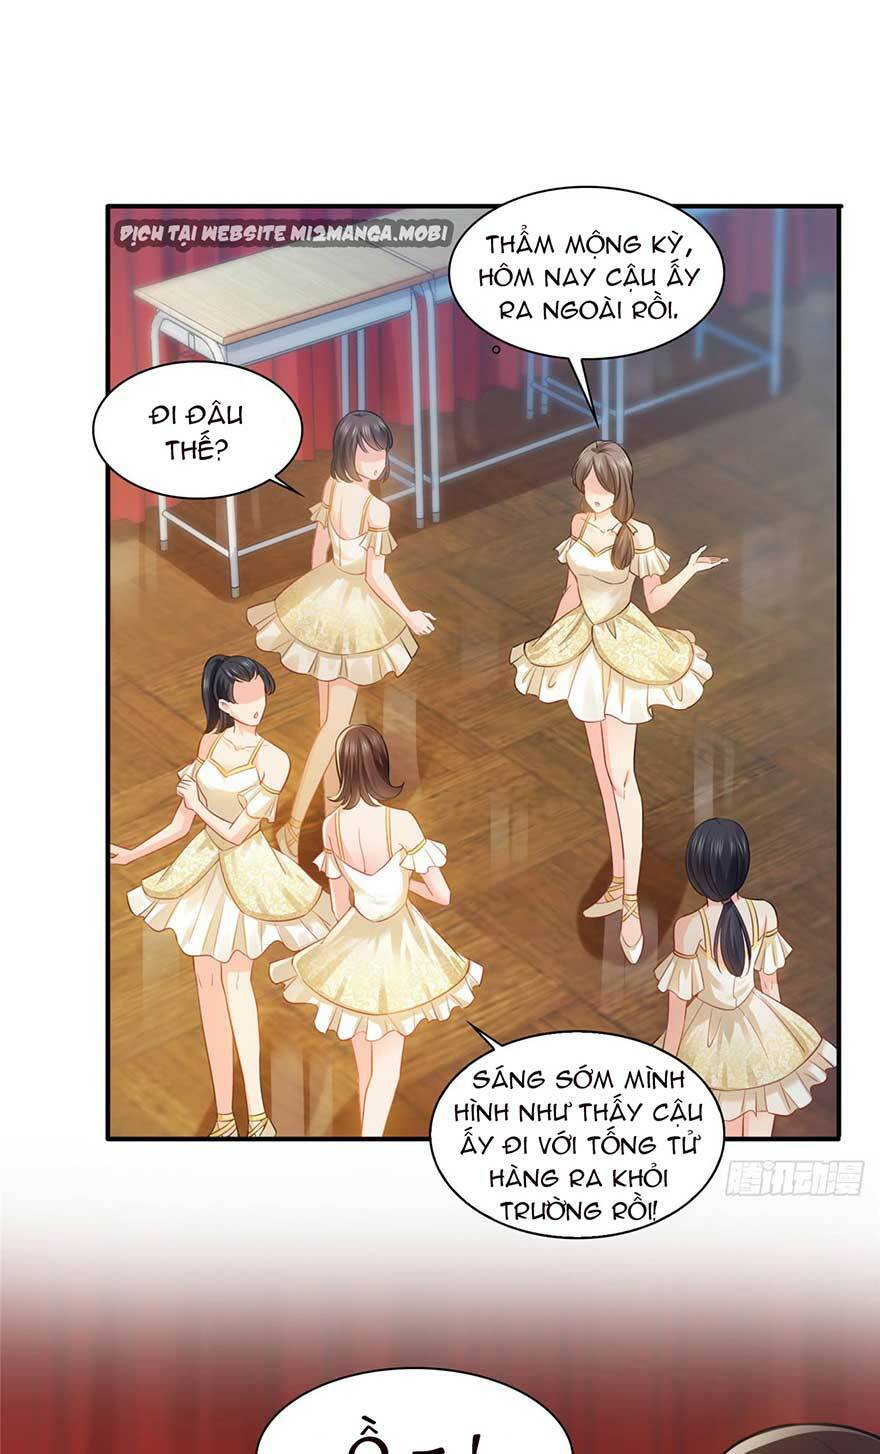 DỊCH TẠI WEBSITE MI2MANGA.MOBI
THẨM MỘNG KỲ,
HÔM NAY CẬU ẤY
RA NGOÀI RỒI.
ĐI ĐÂU
THẾ?
SÁNG SỚM MÌNH
HÌNH NHƯ THẤY CẬU
ẤY ĐI VỚI TỐNG TỬ
HÀNG RA KHỎI
TRƯỜNG RỒI!
腾讯动漫